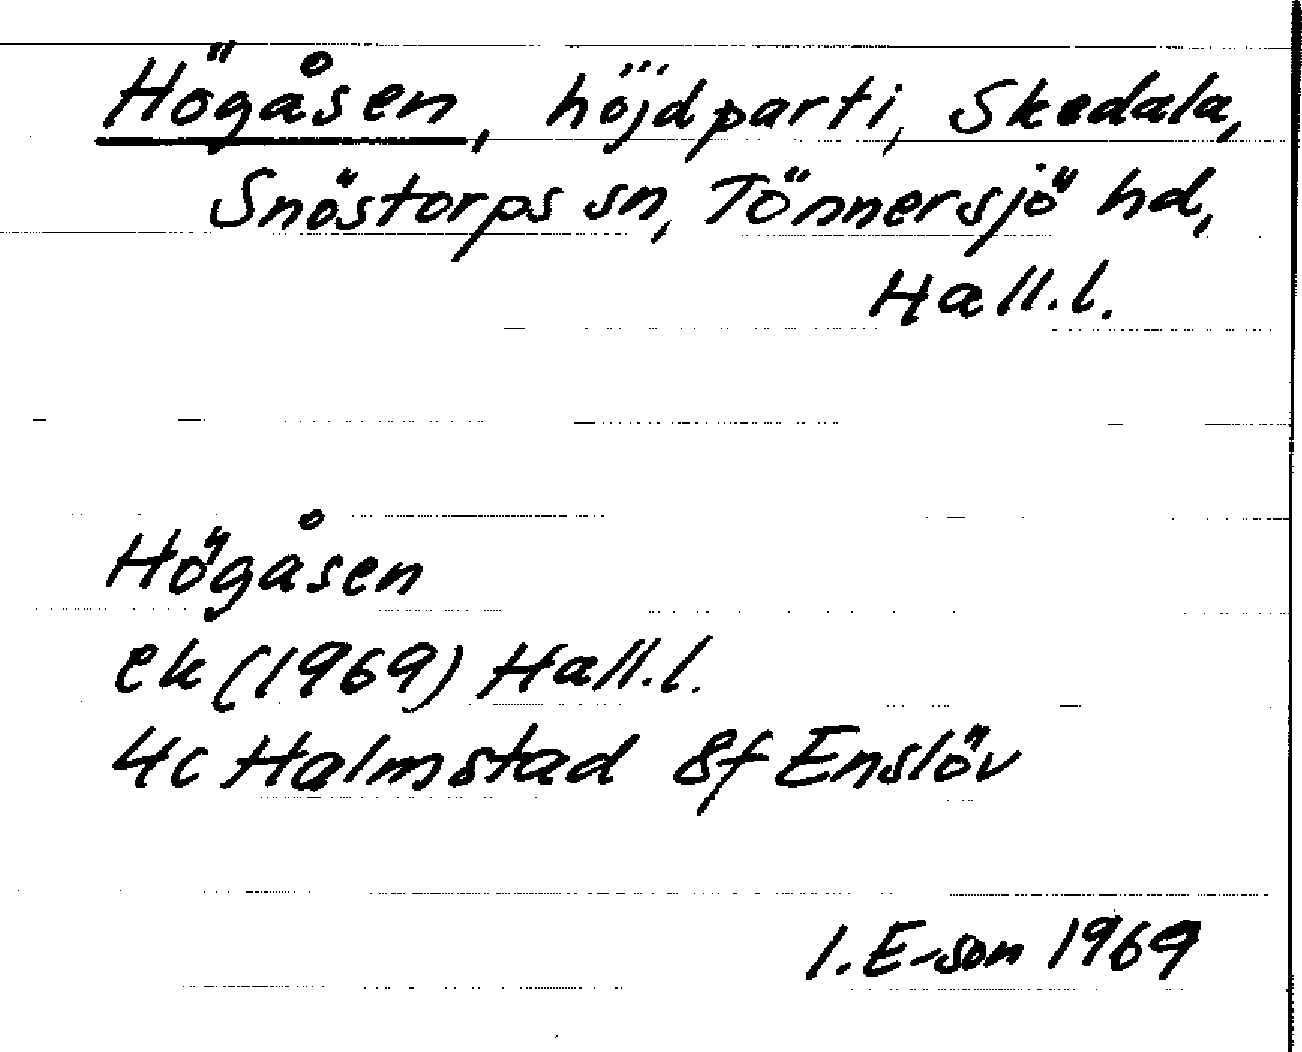 Högåsen, höjdparti, Skedala,
Snöstorps sn, Tönnersjö hd,
Hall.l.
Högåsen
ek (1969) Hall.l.
4c Halmstad 8f Enslöv
I. E-son 1969